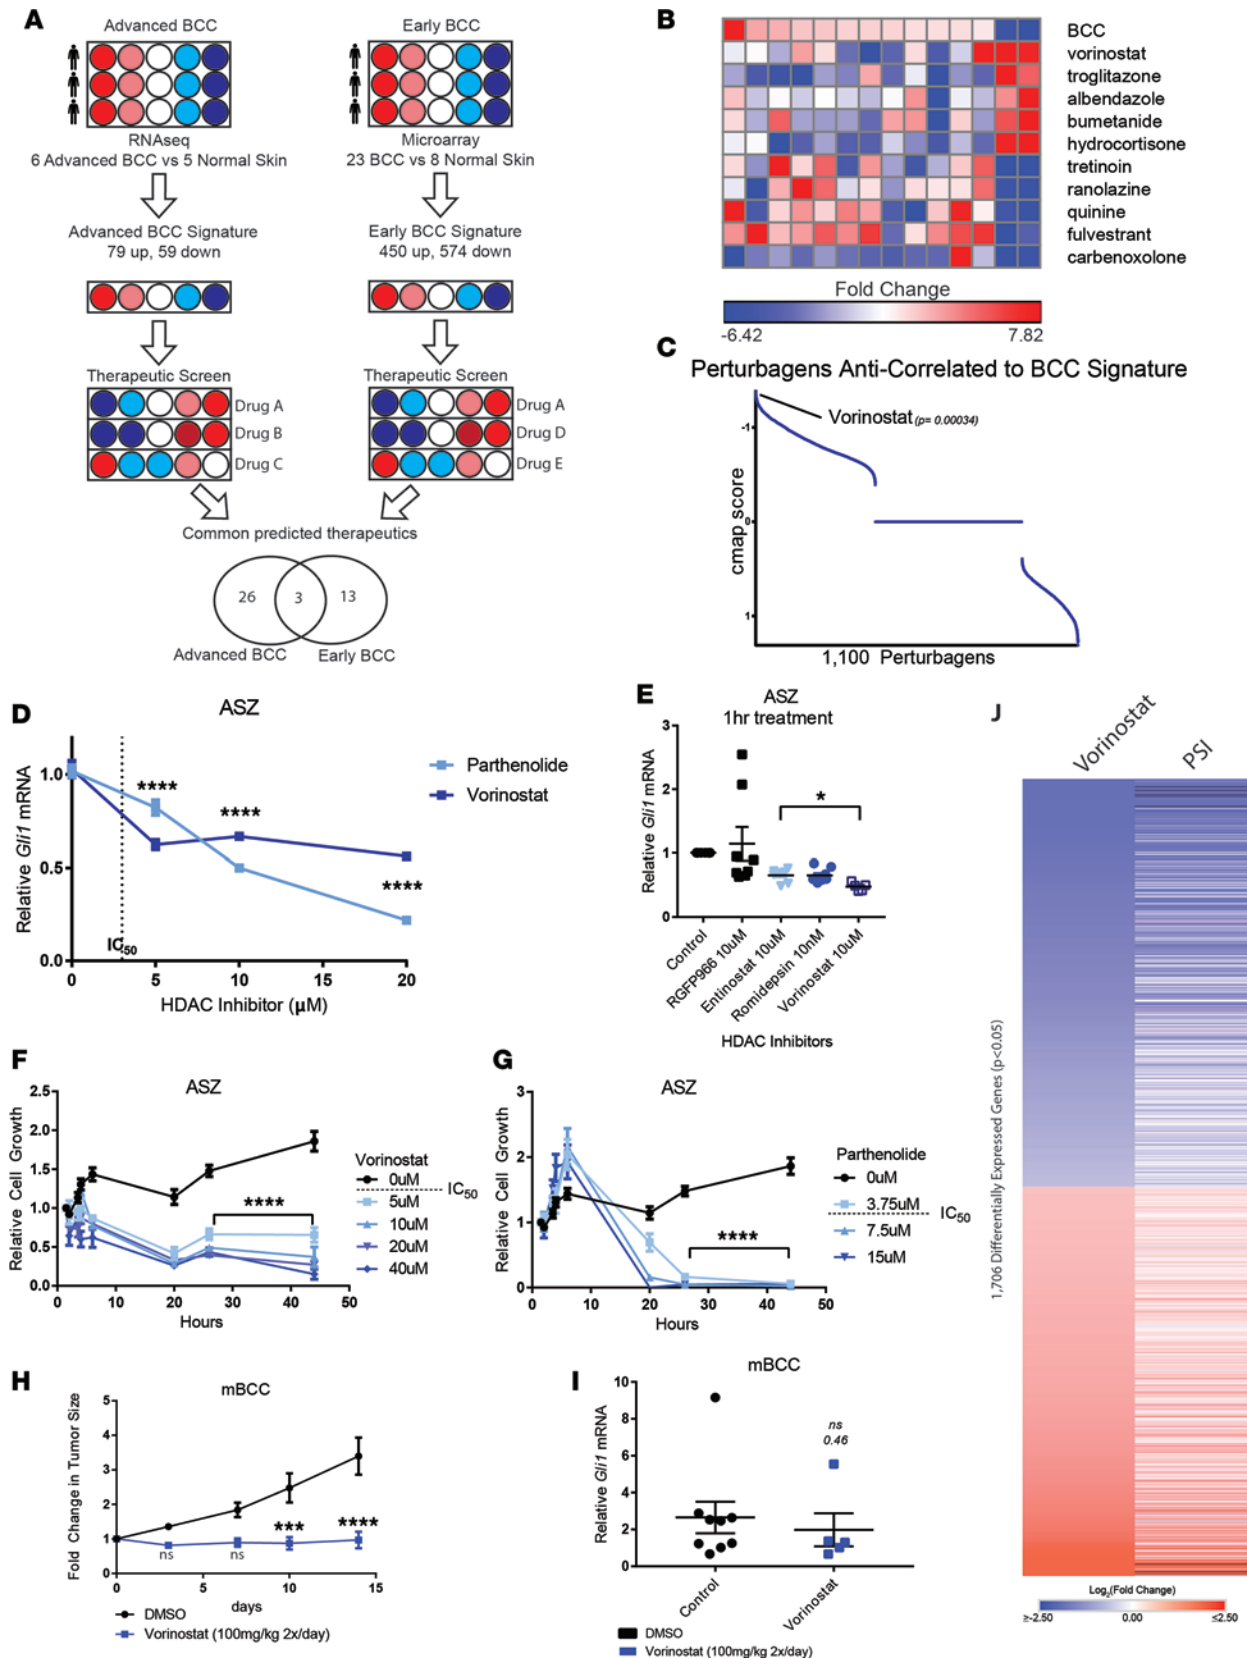 A
Advanced BCC
Early BCC
RNAseq
6 Advanced BCC vs 5 Normal Skin
Microarray
23 BCC vs 8 Normal Skin
Advanced BCC Signature
79 up, 59 down
Early BCC Signature
450 up, 574 down
Therapeutic Screen
Drug A
Drug B
Drug C
Therapeutic Screen
Drug A
Drug D
Drug E
Common predicted therapeutics
26
3
13
Advanced BCC
Early BCC
B
BCC
vorinostat
troglitazone
albendazole
bumetanide
hydrocortisone
tretinoin
ranolazine
quinine
fulvestrant
carbenoxolone
Fold Change
-6.42
7.82
C
Perturbagens Anti-Correlated to BCC Signature
Vorinostat (p= 0.00034)
cmap score
-1
0
1
1,100 Perturbagens
D
ASZ
Relative Gli1 mRNA
1.0
0.5
0.0
****
****
****
IC50
0
5
10
15
20
HDAC Inhibitor (μM)
Parthenolide
Vorinostat
E
ASZ
1hr treatment
Relative Gli1 mRNA
3
2
1
0
*
Control
RGFP966 10uM
Entinostat 10uM
Romidepsin 10nM
Vorinostat 10uM
HDAC Inhibitors
F
ASZ
Relative Cell Growth
2.5
2.0
1.5
1.0
0.5
0.0
****
0
10
20
30
40
50
Hours
Vorinostat
0uM
IC50
5uM
10uM
20uM
40uM
G
ASZ
Relative Cell Growth
3
2
1
0
****
0
10
20
30
40
50
Hours
Parthenolide
0uM
3.75uM
IC50
7.5uM
15uM
H
mBCC
Fold Change in Tumor Size
5
4
3
2
1
0
ns
ns
***
****
0
5
10
15
days
DMSO
Vorinostat (100mg/kg 2x/day)
I
mBCC
Relative Gli1 mRNA
10
8
6
4
2
0
ns
0.46
Control
Vorinostat
DMSO
Vorinostat (100mg/kg 2x/day)
J
Vorinostat
PSI
1,706 Differentially Expressed Genes (p<0.05)
Log2(Fold Change)
≥-2.50
0.00
≤2.50